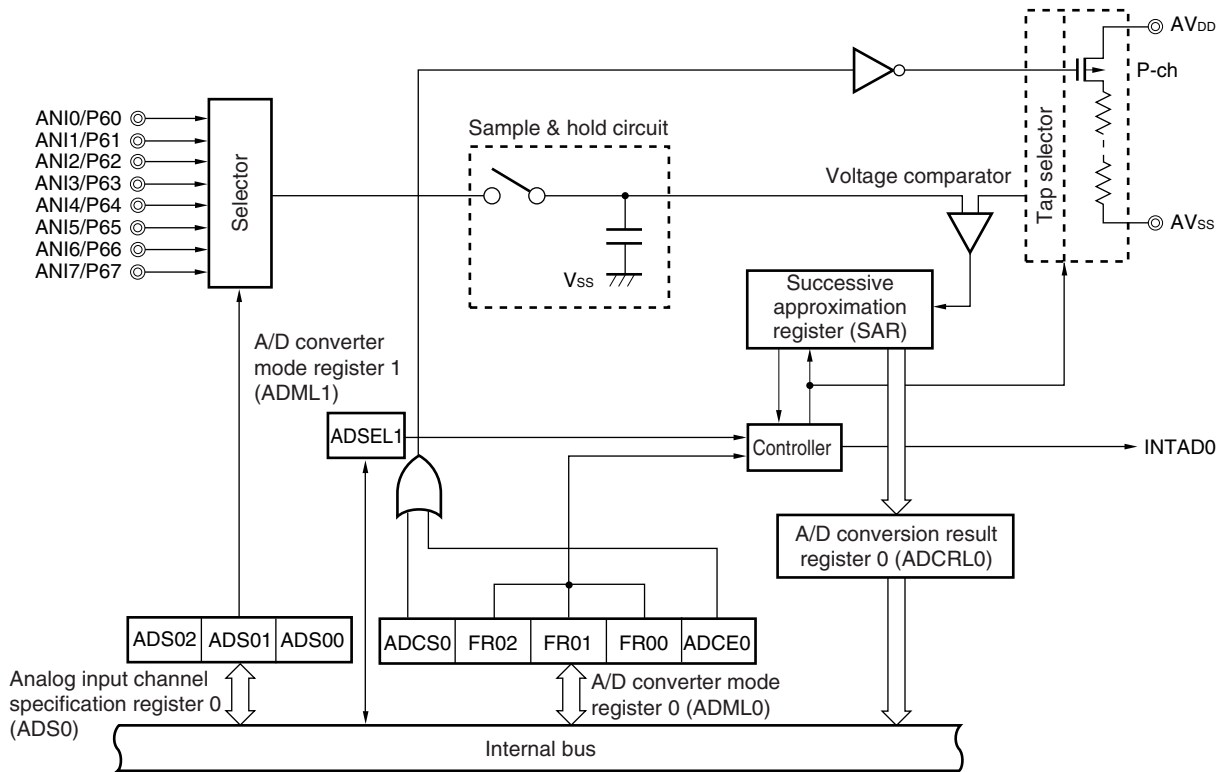 AVDD
P-ch
ANI0/P60
ANI1/P61
ANI2/P62
ANI3/P63
ANI4/P64
ANI5/P65
ANI6/P66
ANI7/P67
Selector
Sample & hold circuit
VSS
Voltage comparator
Tap selector
AVSS
Successive
approximation
register (SAR)
A/D converter
mode register 1
(ADML1)
ADSEL1
Controller
INTAD0
A/D conversion result
register 0 (ADCRL0)
ADS02 ADS01 ADS00
ADCS0 FR02 FR01 FR00 ADCE0
Analog input channel
specification register 0
(ADS0)
A/D converter mode
register 0 (ADML0)
Internal bus